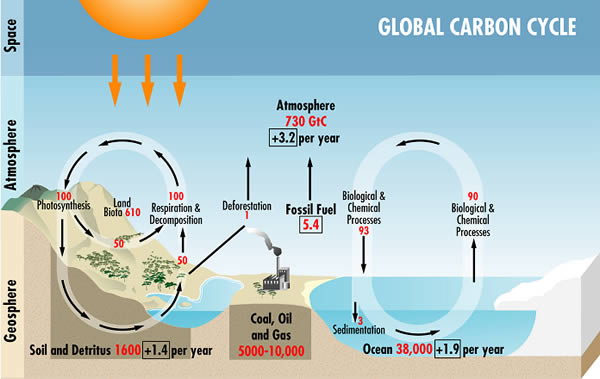 GLOBAL CARBON CYCLE
Space
Atmosphere
Geosphere
Atmosphere
730 GtC
+3.2 per year
100
Photosynthesis
Land
Biota 610
50
100
Respiration &
Decomposition
50
Deforestation
1
Fossil Fuel
5.4
Biological &
Chemical
Processes
93
90
Biological &
Chemical
Processes
3
Sedimentation
Coal, Oil
and Gas
5000-10,000
Soil and Detritus 1600 +1.4 per year
Ocean 38,000 +1.9 per year